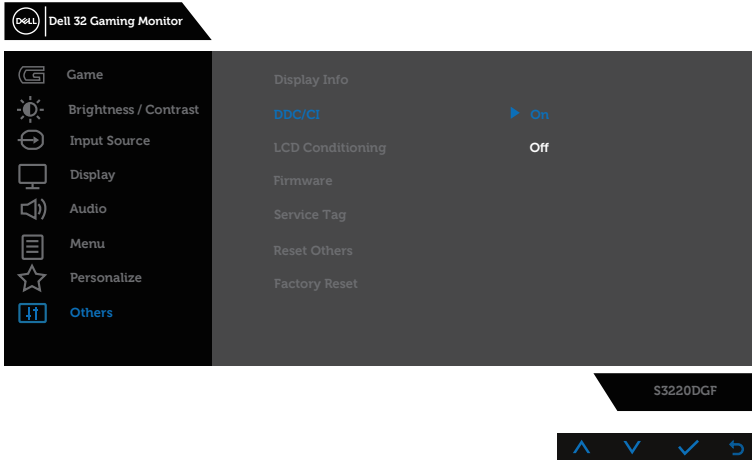 DELL
Dell 32 Gaming Monitor
Game
Brightness / Contrast
Input Source
Display
Audio
Menu
Personalize
Others
Display Info
DDC/CI
On
LCD Conditioning
Off
Firmware
Service Tag
Reset Others
Factory Reset
S3220DGF